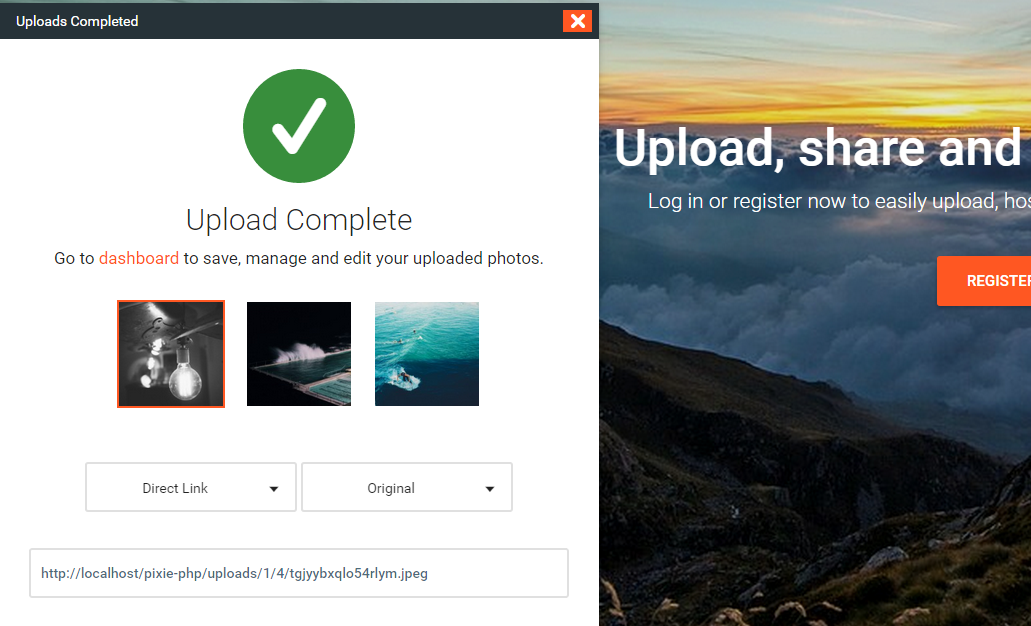 Uploads Completed
Upload Complete
Go to dashboard to save, manage and edit your uploaded photos.
Direct Link
Original
http://localhost/pixie-php/uploads/1/4/tgjyybxqlo54rlym.jpeg
Upload, share and
Log in or register now to easily upload,
REGISTER